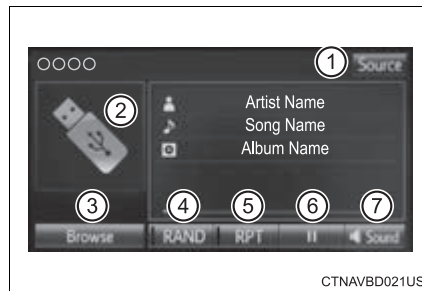 ○○○○
1 Source
2
Artist Name
Song Name
Album Name
3 4 5 6 7
Browse RAND RPT II Sound
CTNAVBD021US